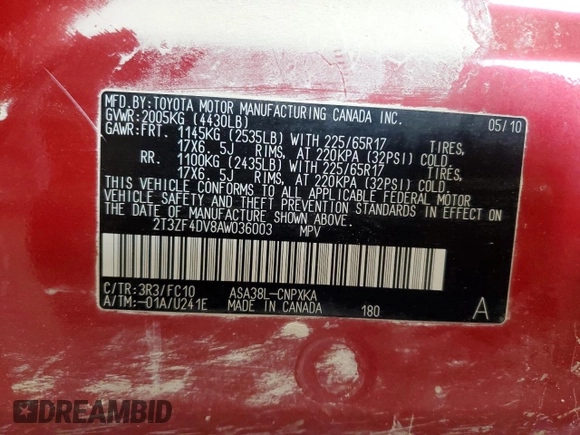 MFD. BY: TOYOTA MOTOR MANUFACTURING CANADA INC.
GVWR: 2005KG (4430LB) 05/10
GAWR: FRT. 1145KG (2535LB) WITH 225/65R17 TIRES,
17X6. 5J RIMS, AT 220KPA (32PSI) COLD.
RR. 1100KG (2435LB) WITH 225/65R17 TIRES,
17X6. 5J RIMS, AT 220KPA (32PSI) COLD.
THIS VEHICLE CONFORMS TO ALL APPLICABLE FEDERAL MOTOR
VEHICLE SAFETY AND THEFT PREVENTION STANDARDS IN EFFECT ON
THE DATE OF MANUFACTURE SHOWN ABOVE.
2T3ZF4DV8AW036003 MPV
C/TR: 3R3/FC10 ASA38L-CNPXKA
A/TM:-01A/U241E MADE IN CANADA 180 A
DREAMBID